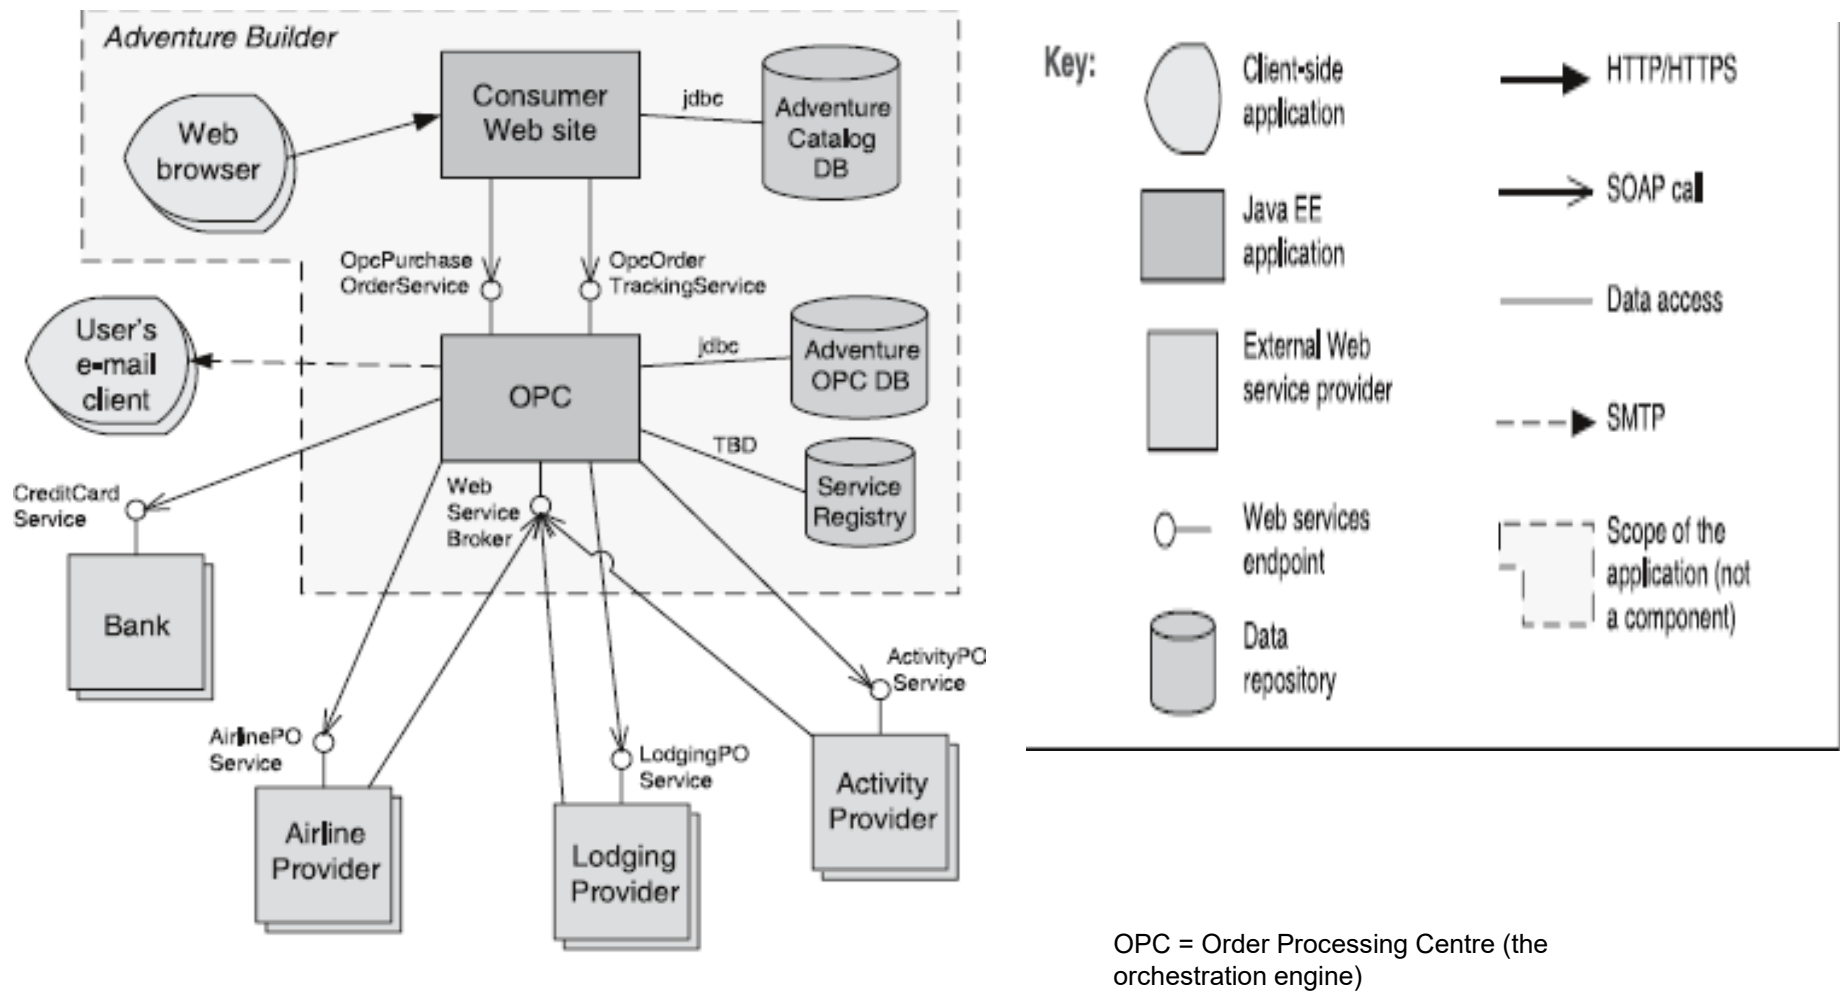 Adventure Builder
Consumer
Web site
jdbc
Adventure
Catalog
DB
Web
browser
OpcPurchase
OrderService
OpcOrder
TrackingService
User's
e-mail
client
OPC
jdbc
Adventure
OPC DB
TBD
Service
Registry
Web
Service
Broker
CreditCard
Service
Bank
AirlinePO
Service
Airline
Provider
LodgingPO
Service
Lodging
Provider
ActivityPO
Service
Activity
Provider
Key:
Client-side
application
Java EE
application
External Web
service provider
Web services
endpoint
Data
repository
HTTP/HTTPS
SOAP call
Data access
SMTP
Scope of the
application (not
a component)
OPC = Order Processing Centre (the
orchestration engine)